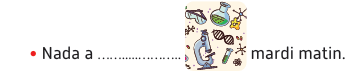 • Nada a .................... mardi matin.